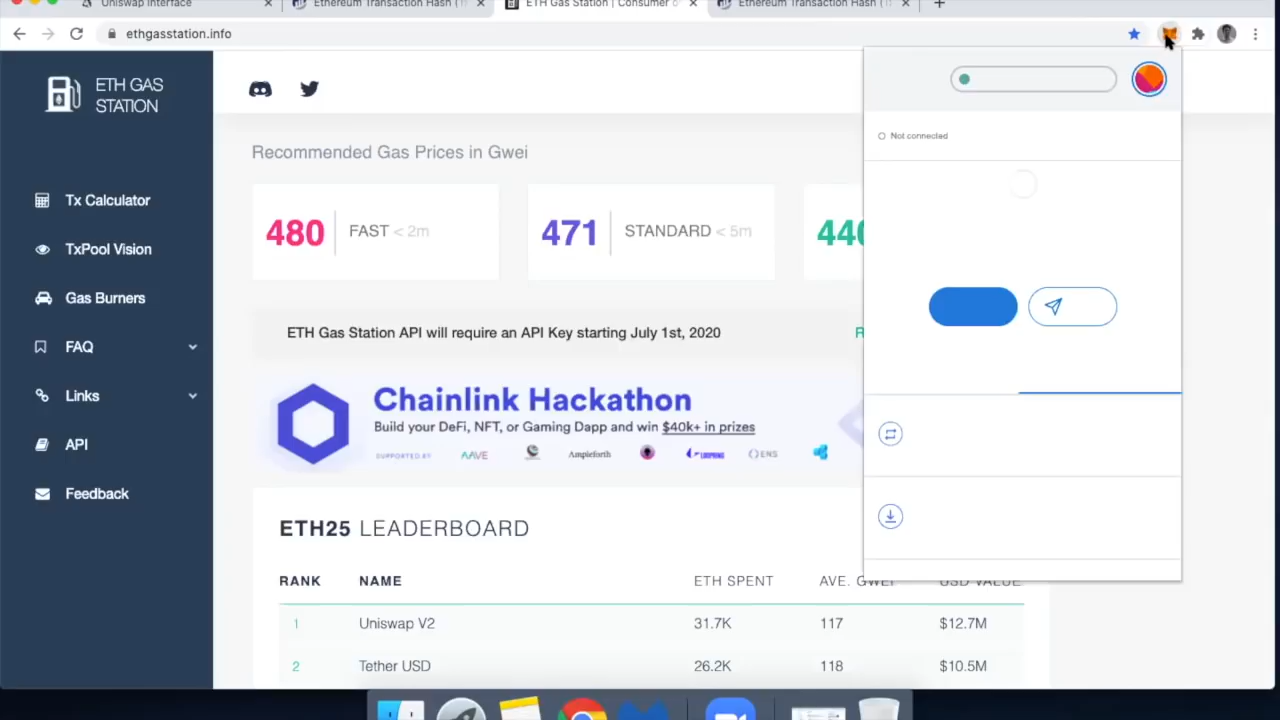 Uniswap Interface
Ethereum Transaction Hash (
ETH Gas Station | Consumer o
Ethereum Transaction Hash (
ethgasstation.info
ETH GAS
STATION
Tx Calculator
TxPool Vision
Gas Burners
FAQ
Links
API
Feedback
Recommended Gas Prices in Gwei
480 FAST < 2m
471 STANDARD < 5m
440
ETH Gas Station API will require an API Key starting July 1st, 2020
R
Chainlink Hackathon
Build your DeFi, NFT, or Gaming Dapp and win $40k+ in prizes
SUPPORTED BY AAVE Ampleforth LOOPRING ENS
ETH25 LEADERBOARD
RANK NAME ETH SPENT AVE. GWEI USD VALUE
1 Uniswap V2 31.7K 117 $12.7M
2 Tether USD 26.2K 118 $10.5M
Not connected